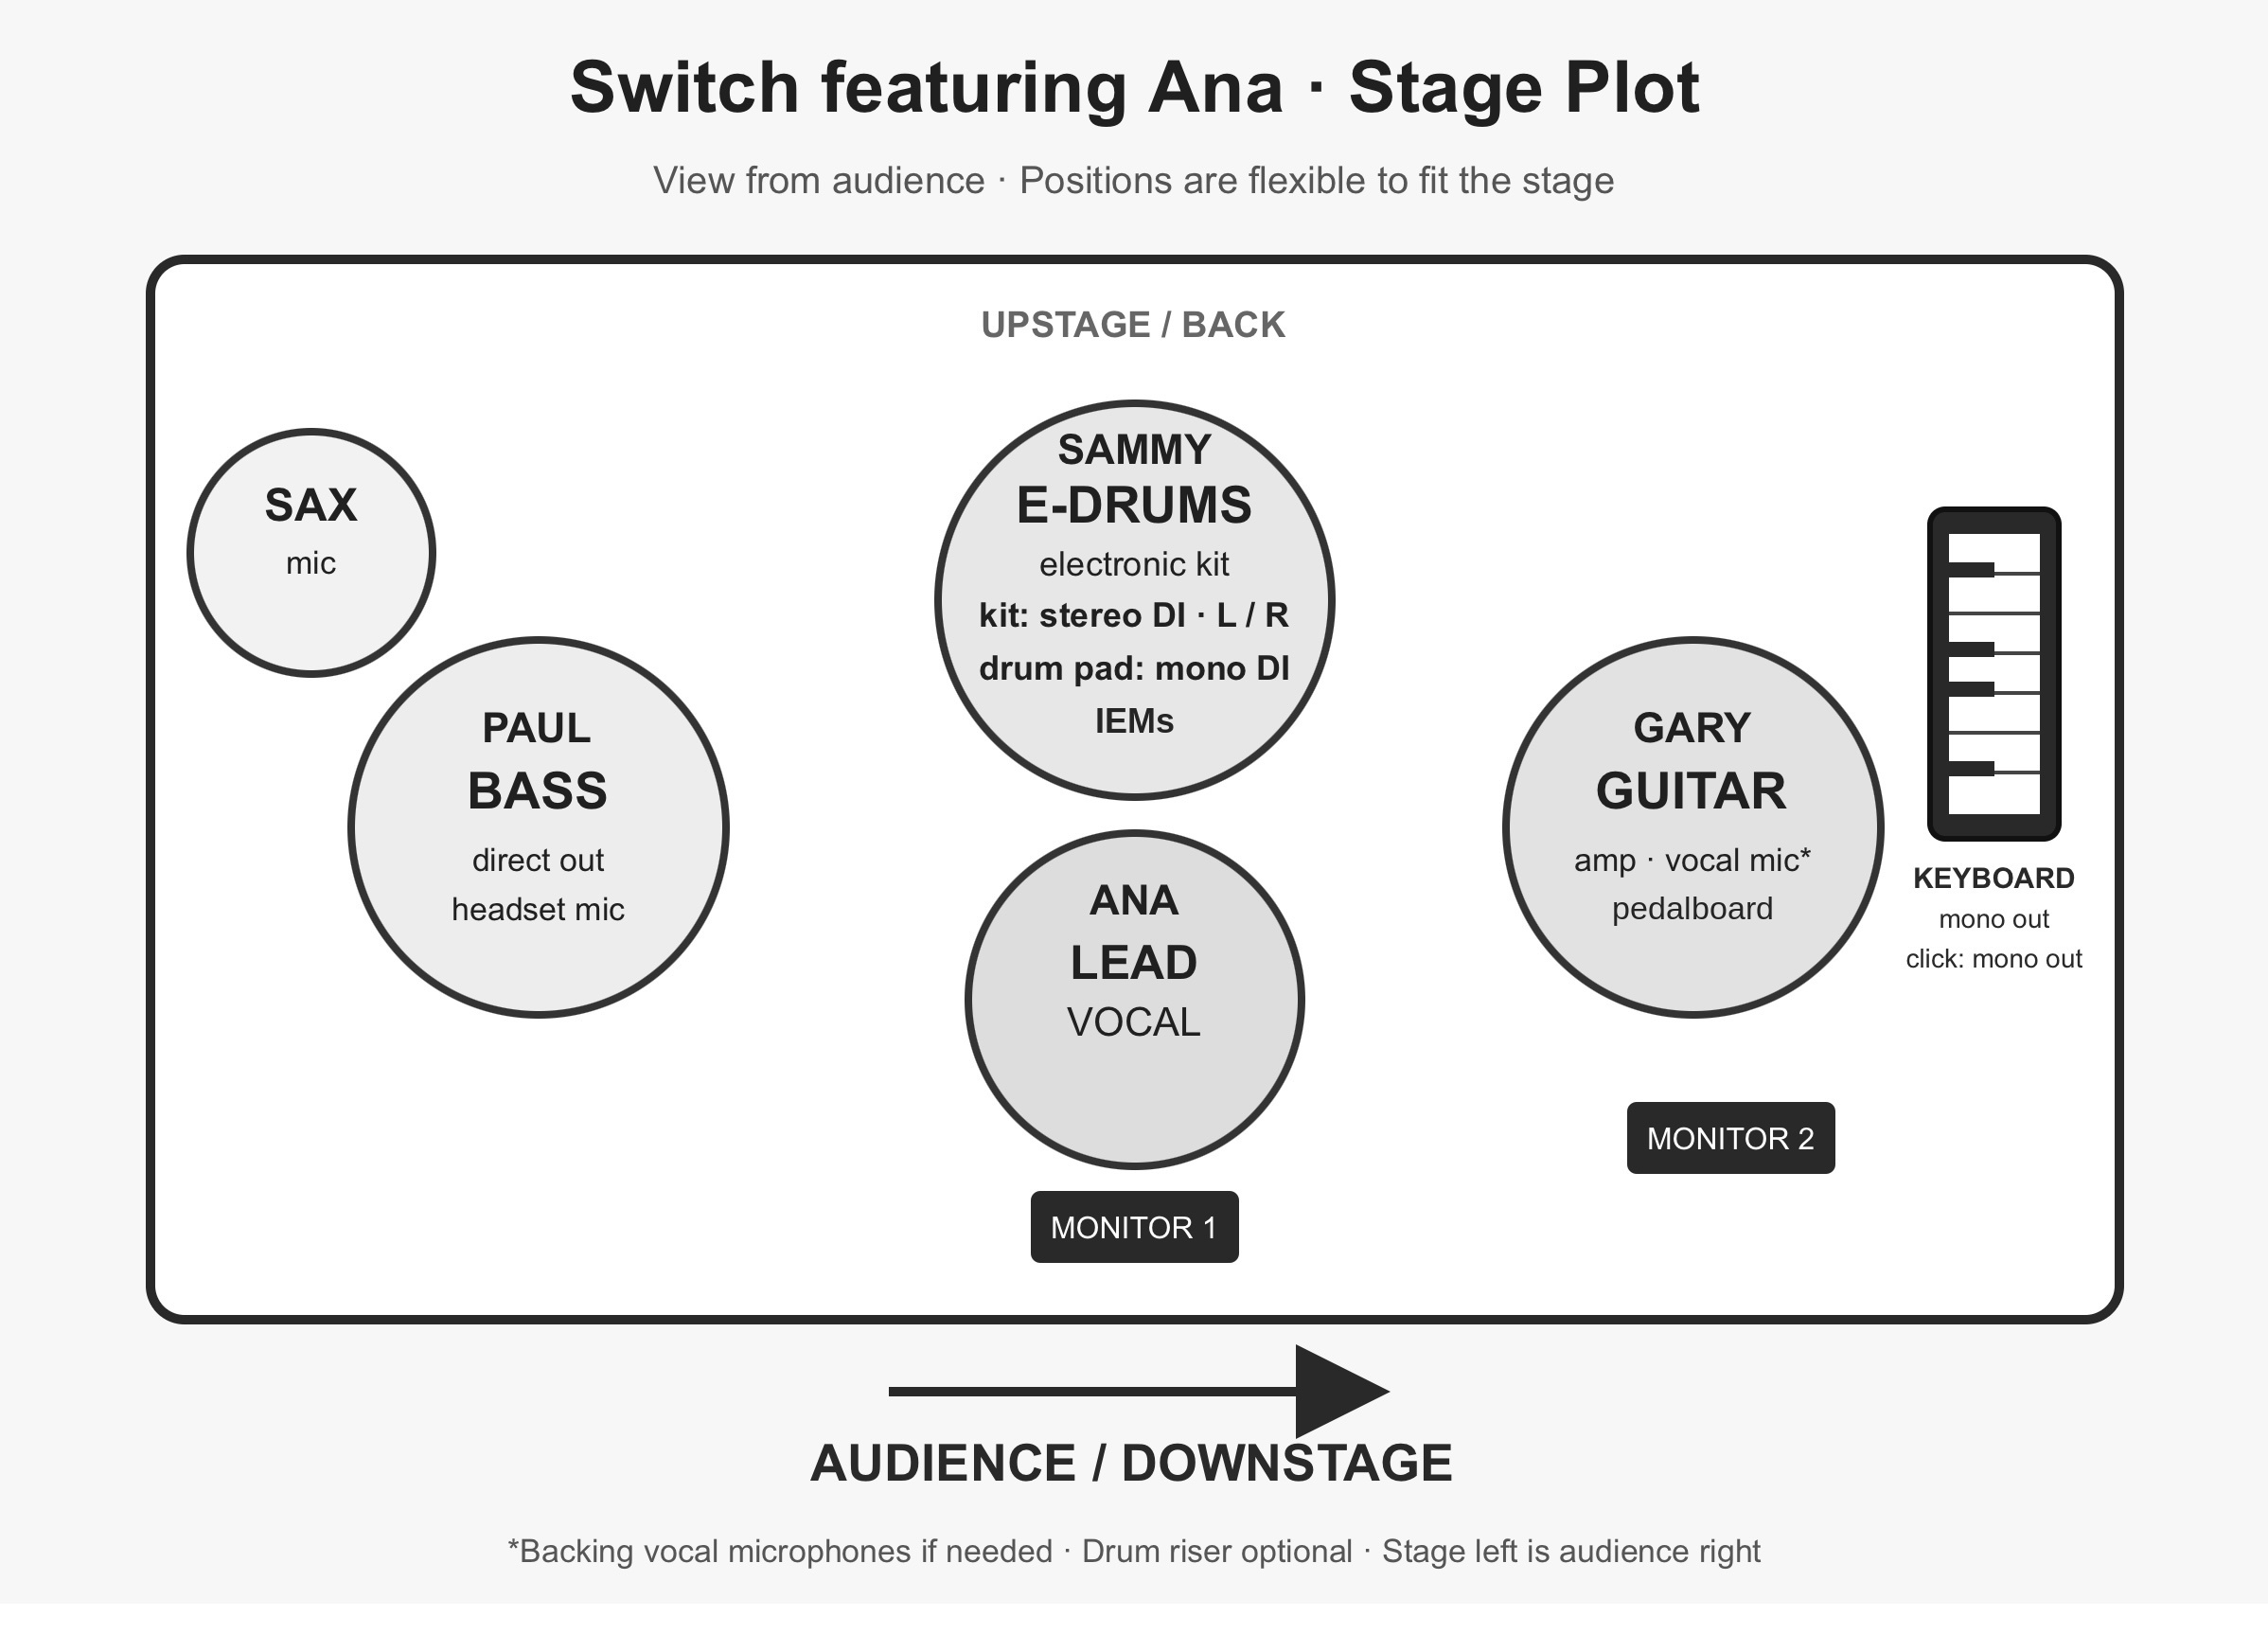 Switch featuring Ana · Stage Plot
View from audience · Positions are flexible to fit the stage
UPSTAGE / BACK
SAX
mic
SAMMY
E-DRUMS
electronic kit
kit: stereo DI · L / R
drum pad: mono DI
IEMs
PAUL
BASS
direct out
headset mic
ANA
LEAD
VOCAL
GARY
GUITAR
amp · vocal mic*
pedalboard
KEYBOARD
mono out
click: mono out
MONITOR 1
MONITOR 2
AUDIENCE / DOWNSTAGE
*Backing vocal microphones if needed · Drum riser optional · Stage left is audience right